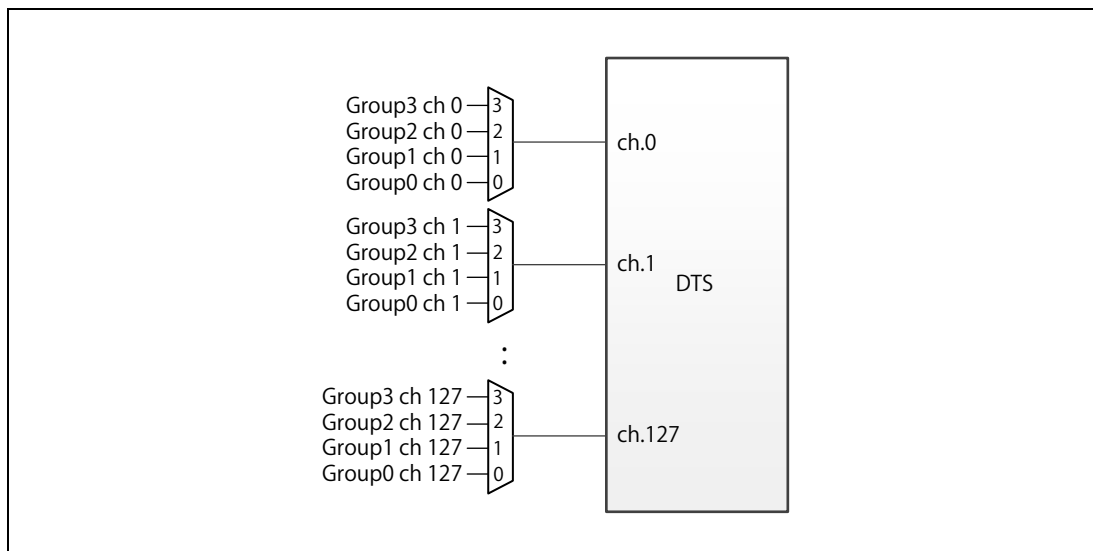 Group3 ch 0 3
Group2 ch 0 2
Group1 ch 0 1
Group0 ch 0 0
ch.0
Group3 ch 1 3
Group2 ch 1 2
Group1 ch 1 1
Group0 ch 1 0
ch.1
DTS
:
Group3 ch 127 3
Group2 ch 127 2
Group1 ch 127 1
Group0 ch 127 0
ch.127